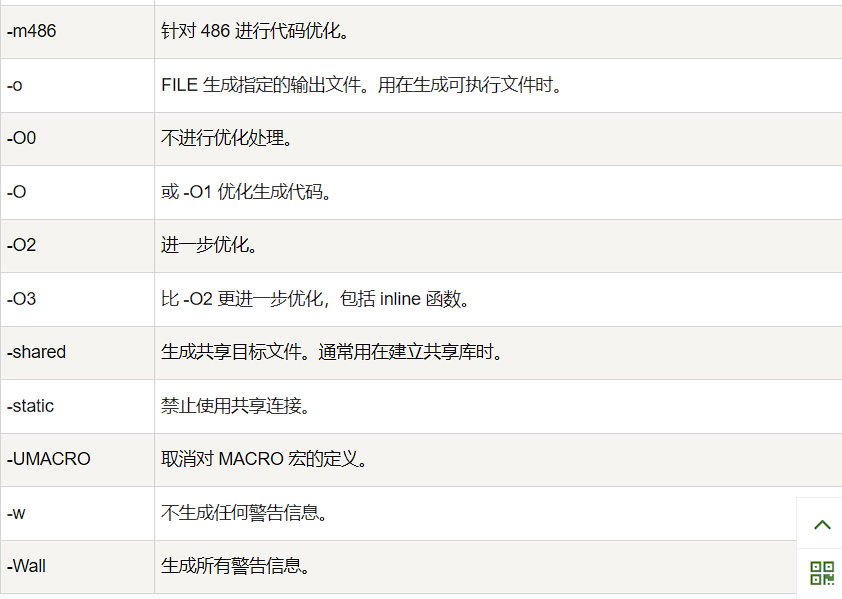 -m486 针对 486 进行代码优化。
-o FILE 生成指定的输出文件。用在生成可执行文件时。
-O0 不进行优化处理。
-O 或 -O1 优化生成代码。
-O2 进一步优化。
-O3 比 -O2 更进一步优化，包括 inline 函数。
-shared 生成共享目标文件。通常用在建立共享库时。
-static 禁止使用共享连接。
-UMACRO 取消对 MACRO 宏的定义。
-w 不生成任何警告信息。
-Wall 生成所有警告信息。